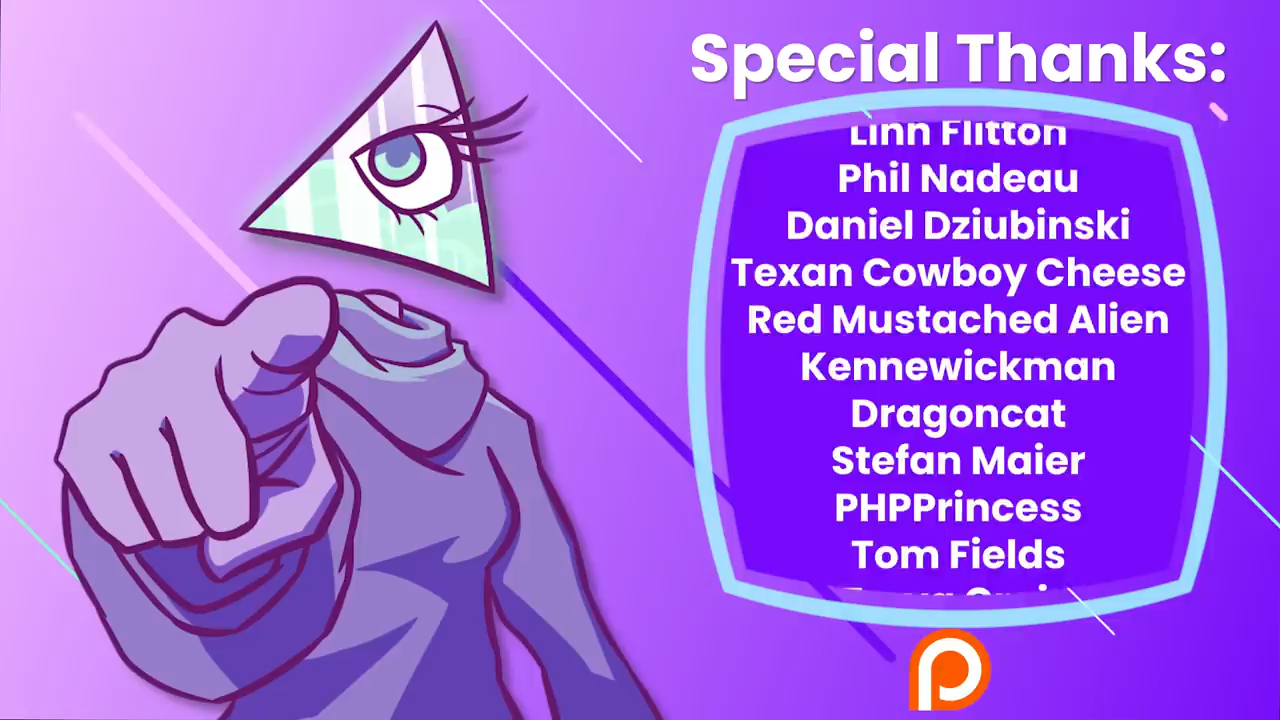 Special Thanks:
Linn Flitton
Phil Nadeau
Daniel Dziubinski
Texan Cowboy Cheese
Red Mustached Alien
Kennewickman
Dragoncat
Stefan Maier
PHPPrincess
Tom Fields